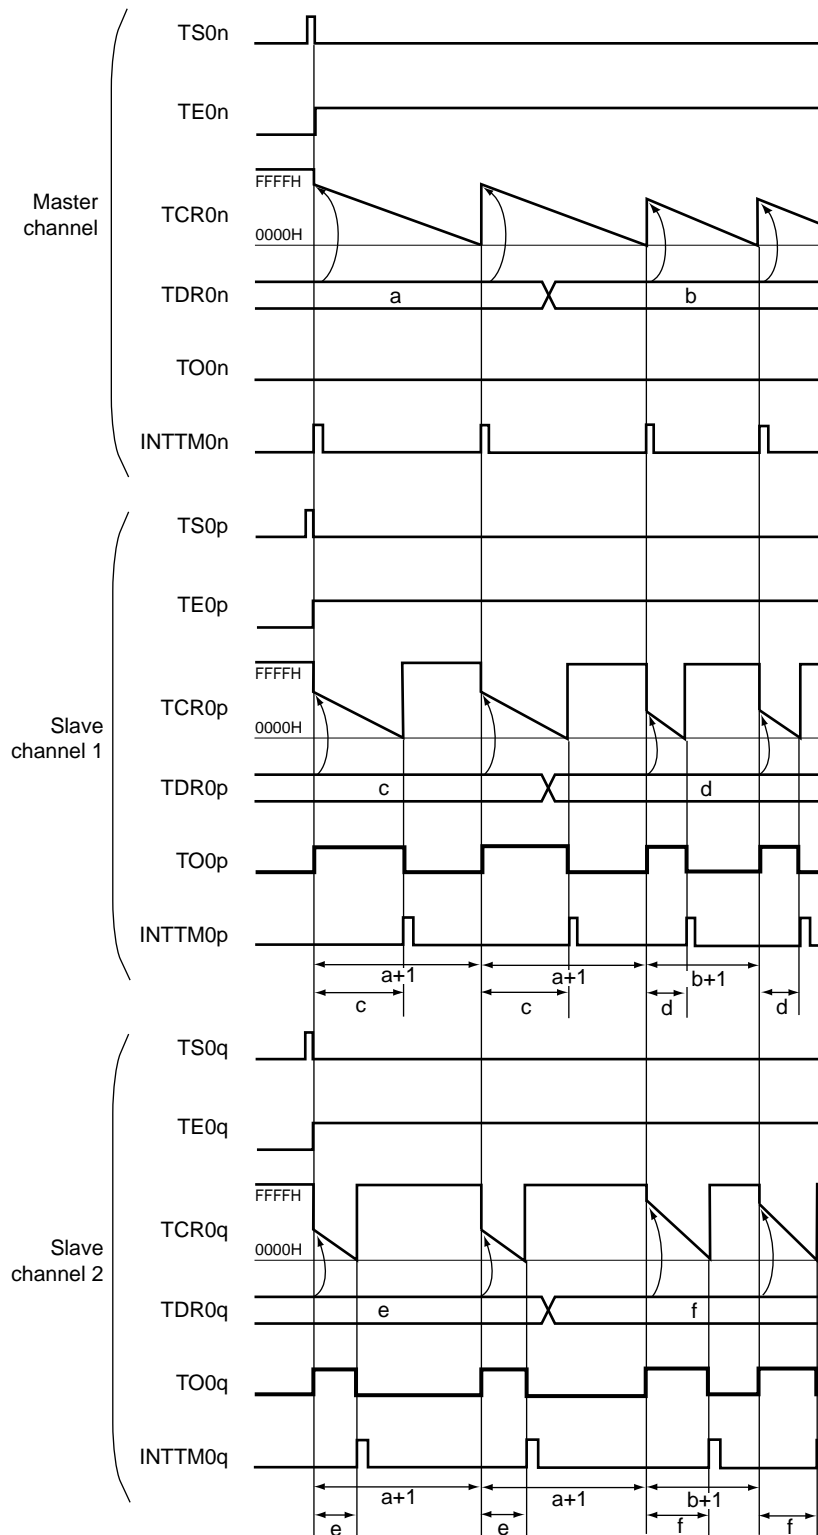 TS0n
TE0n
FFFFH
Master
channel
TCR0n
0000H
TDR0n
a
b
TO0n
INTTM0n
TS0p
TE0p
FFFFH
Slave
channel 1
TCR0p
0000H
TDR0p
c
d
TO0p
INTTM0p
a+1
a+1
b+1
c
c
d
d
TS0q
TE0q
FFFFH
Slave
channel 2
TCR0q
0000H
TDR0q
e
f
TO0q
INTTM0q
a+1
a+1
b+1
e
e
f
f